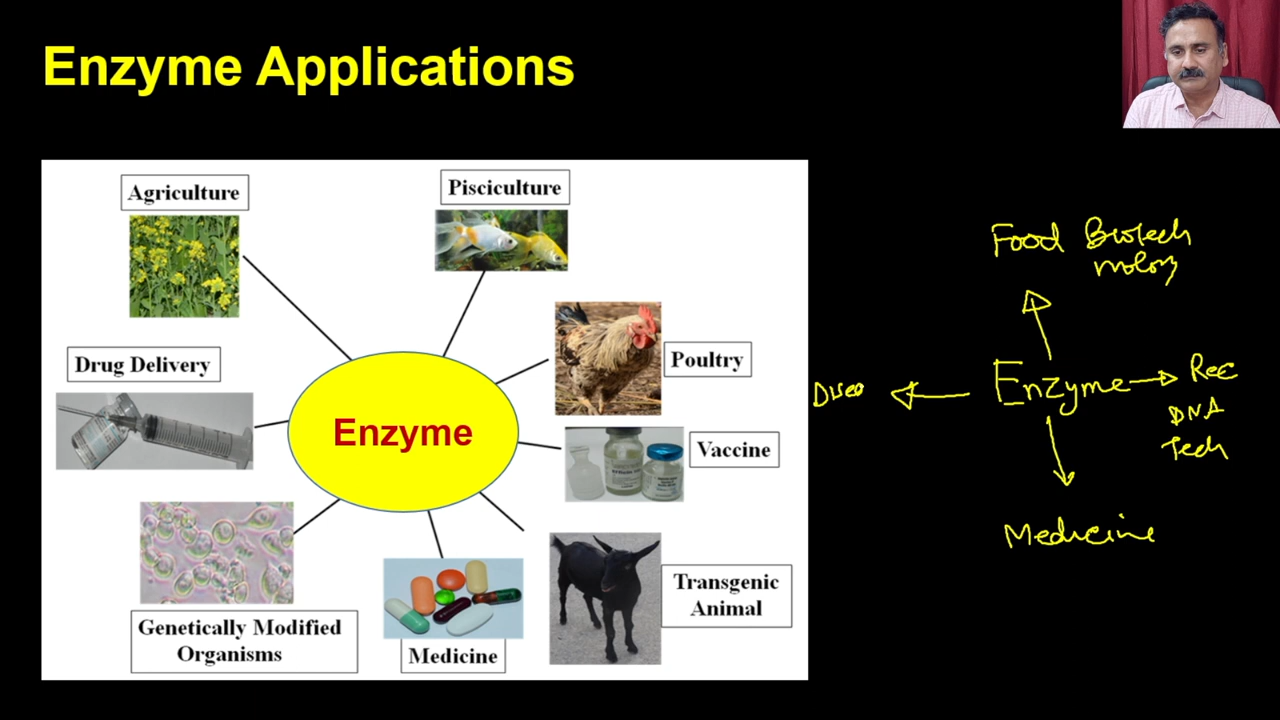 Enzyme Applications
Agriculture
Pisciculture
Drug Delivery
Poultry
Enzyme
Vaccine
Transgenic
Animal
Genetically Modified
Organisms
Medicine
Food Biotech
nology
Enzyme
Rec
DNA
Tech
Medicine